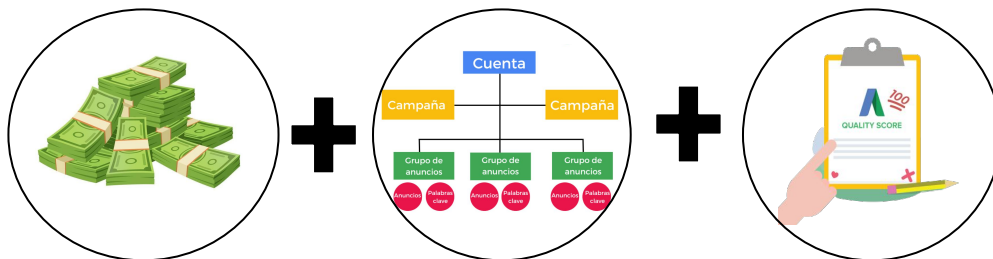 Cuenta
Campaña
Campaña
Grupo de
anuncios
Grupo de
anuncios
Grupo de
anuncios
Anuncios
Palabras
clave
Anuncios
Palabras
clave
Anuncios
Palabras
clave
100
QUALITY SCORE